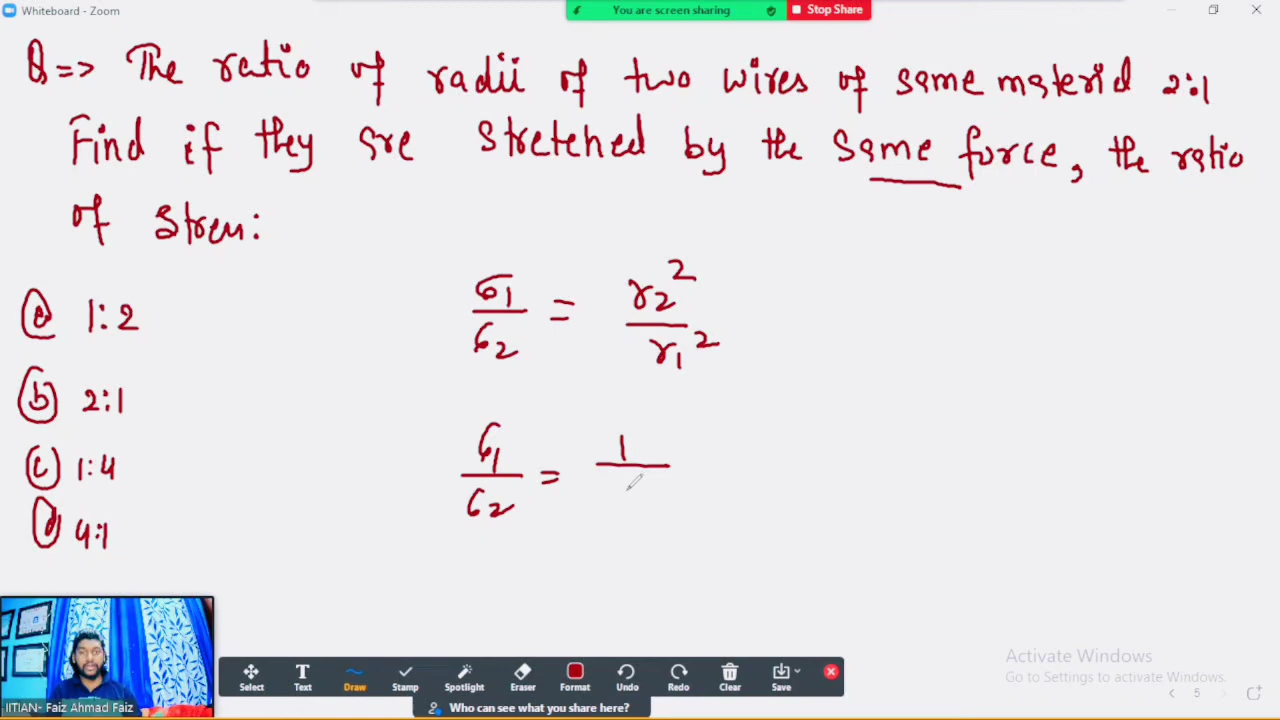 Whiteboard - Zoom
You are screen sharing
Stop Share
Q=> The ratio of radii of two wires of same material 2:1
Find if they are stretched by the same force, the ratio
of stress:
σ1/σ2 = r2²/r1²
(a) 1:2
(b) 2:1
(c) 1:4
(d) 4:1
σ1/σ2 = 1/
Activate Windows
Go to Settings to activate Windows.
Select Text Draw Stamp Spotlight Eraser Format Undo Redo Clear Save
5
IITIAN- Faiz Ahmad Faiz
Who can see what you share here?